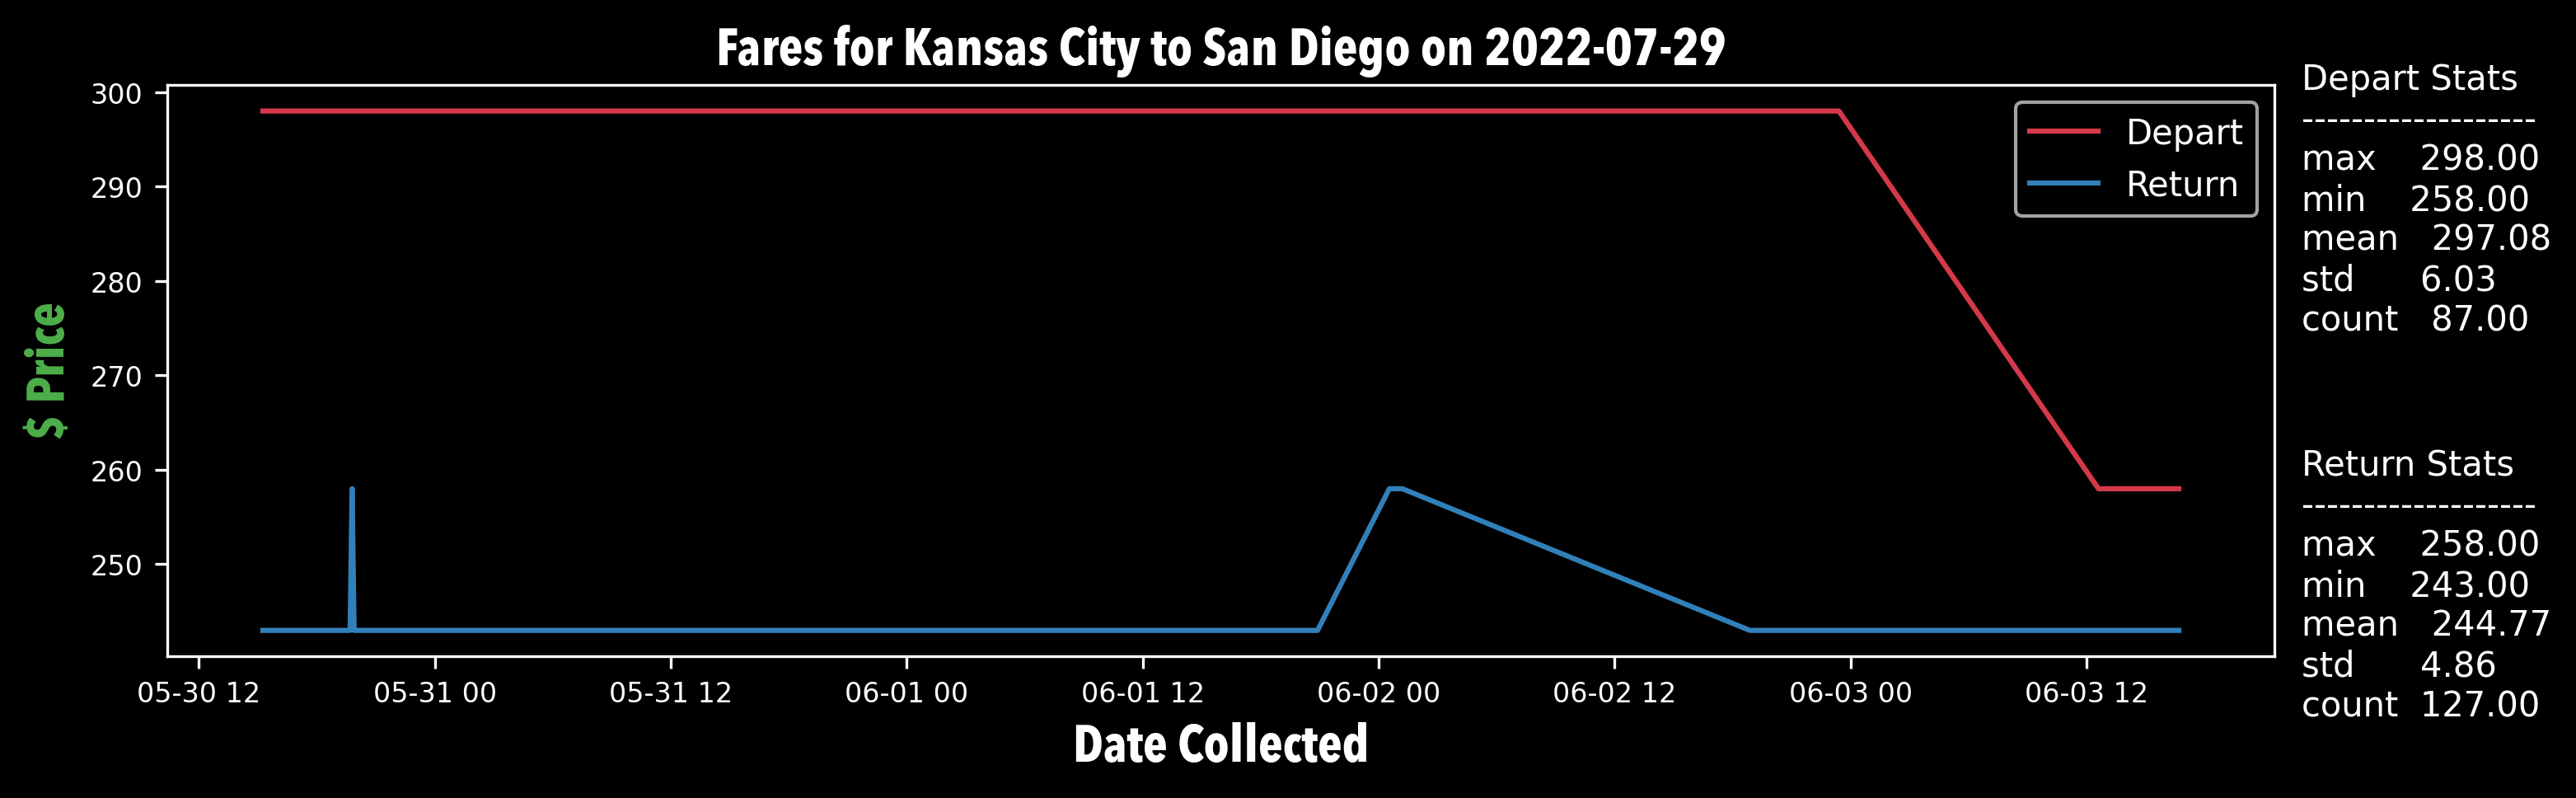 Fares for Kansas City to San Diego on 2022-07-29
$ Price
300
290
280
270
260
250
05-30 12
05-31 00
05-31 12
06-01 00
06-01 12
06-02 00
06-02 12
06-03 00
06-03 12
Date Collected
Depart
Return
Depart Stats
-------------------
max 298.00
min 258.00
mean 297.08
std 6.03
count 87.00
Return Stats
-------------------
max 258.00
min 243.00
mean 244.77
std 4.86
count 127.00